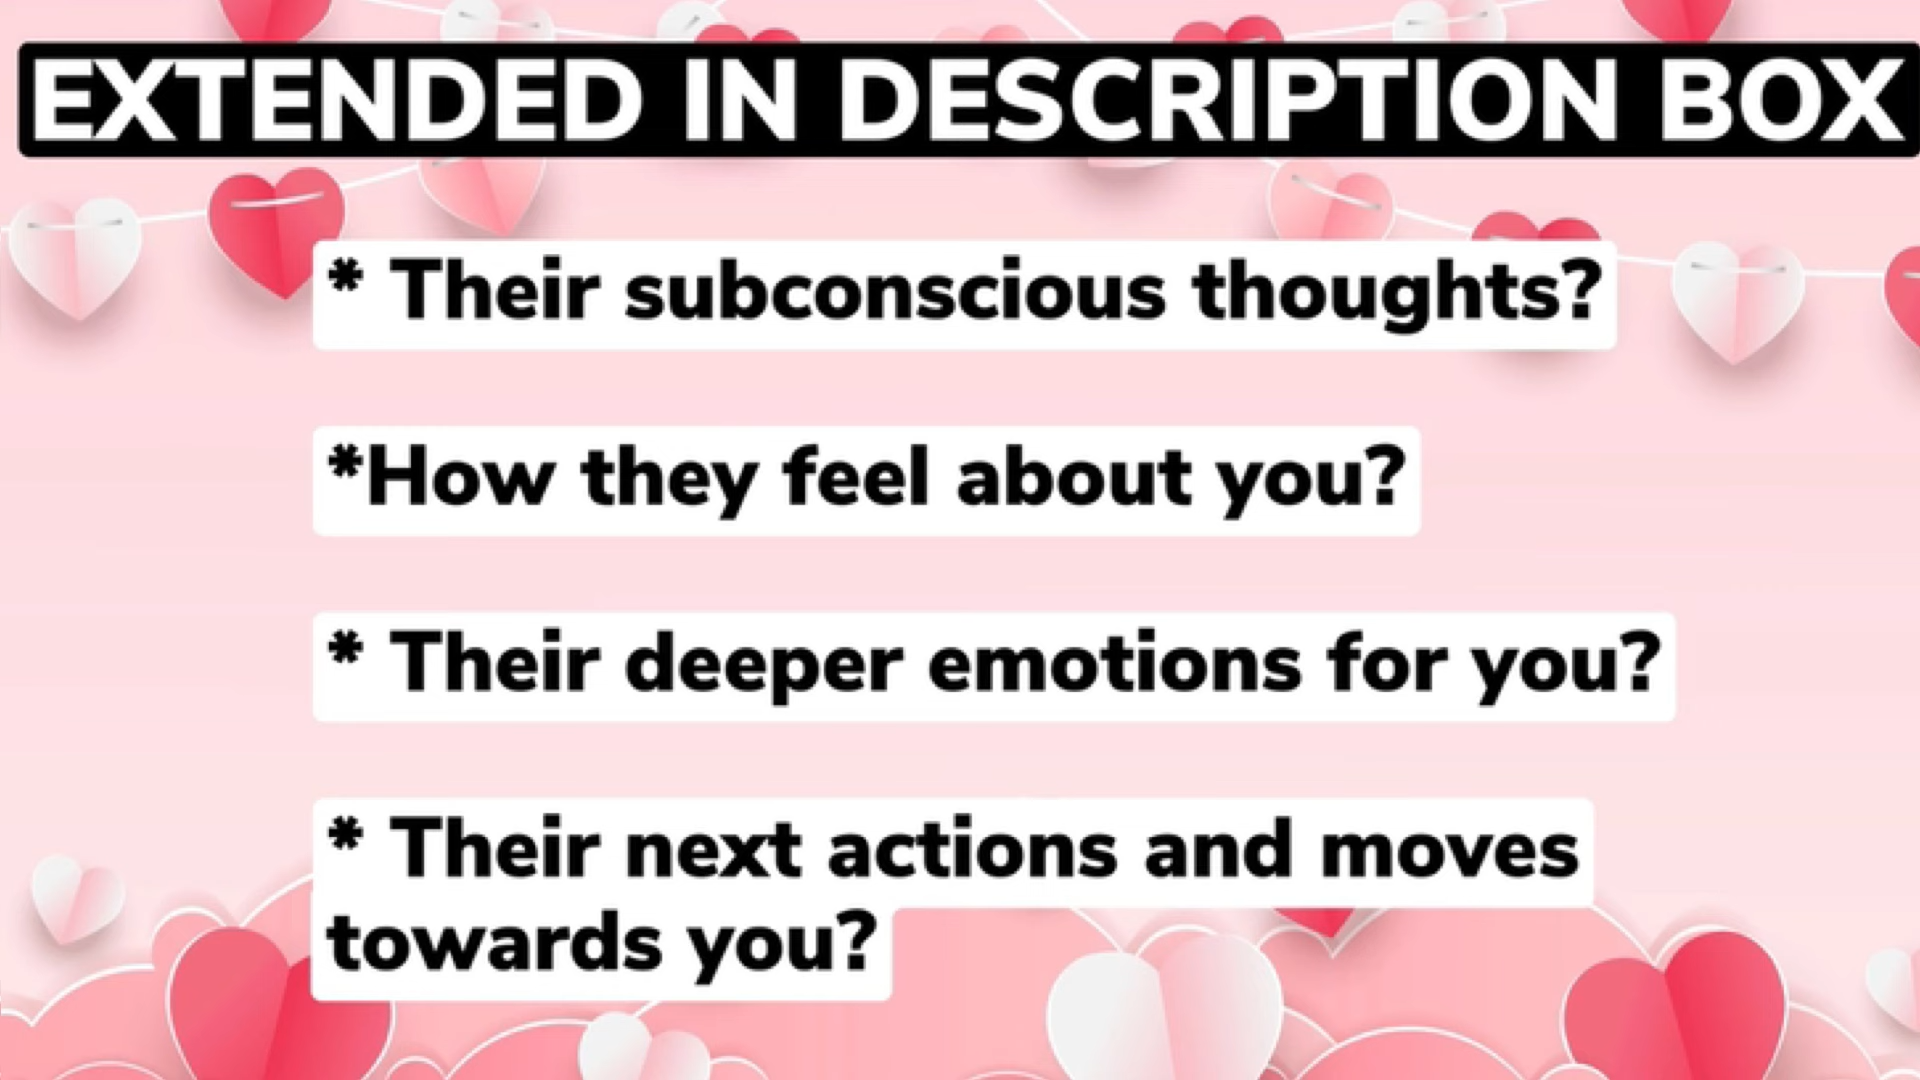 EXTENDED IN DESCRIPTION BOX
* Their subconscious thoughts?
*How they feel about you?
* Their deeper emotions for you?
* Their next actions and moves
towards you?